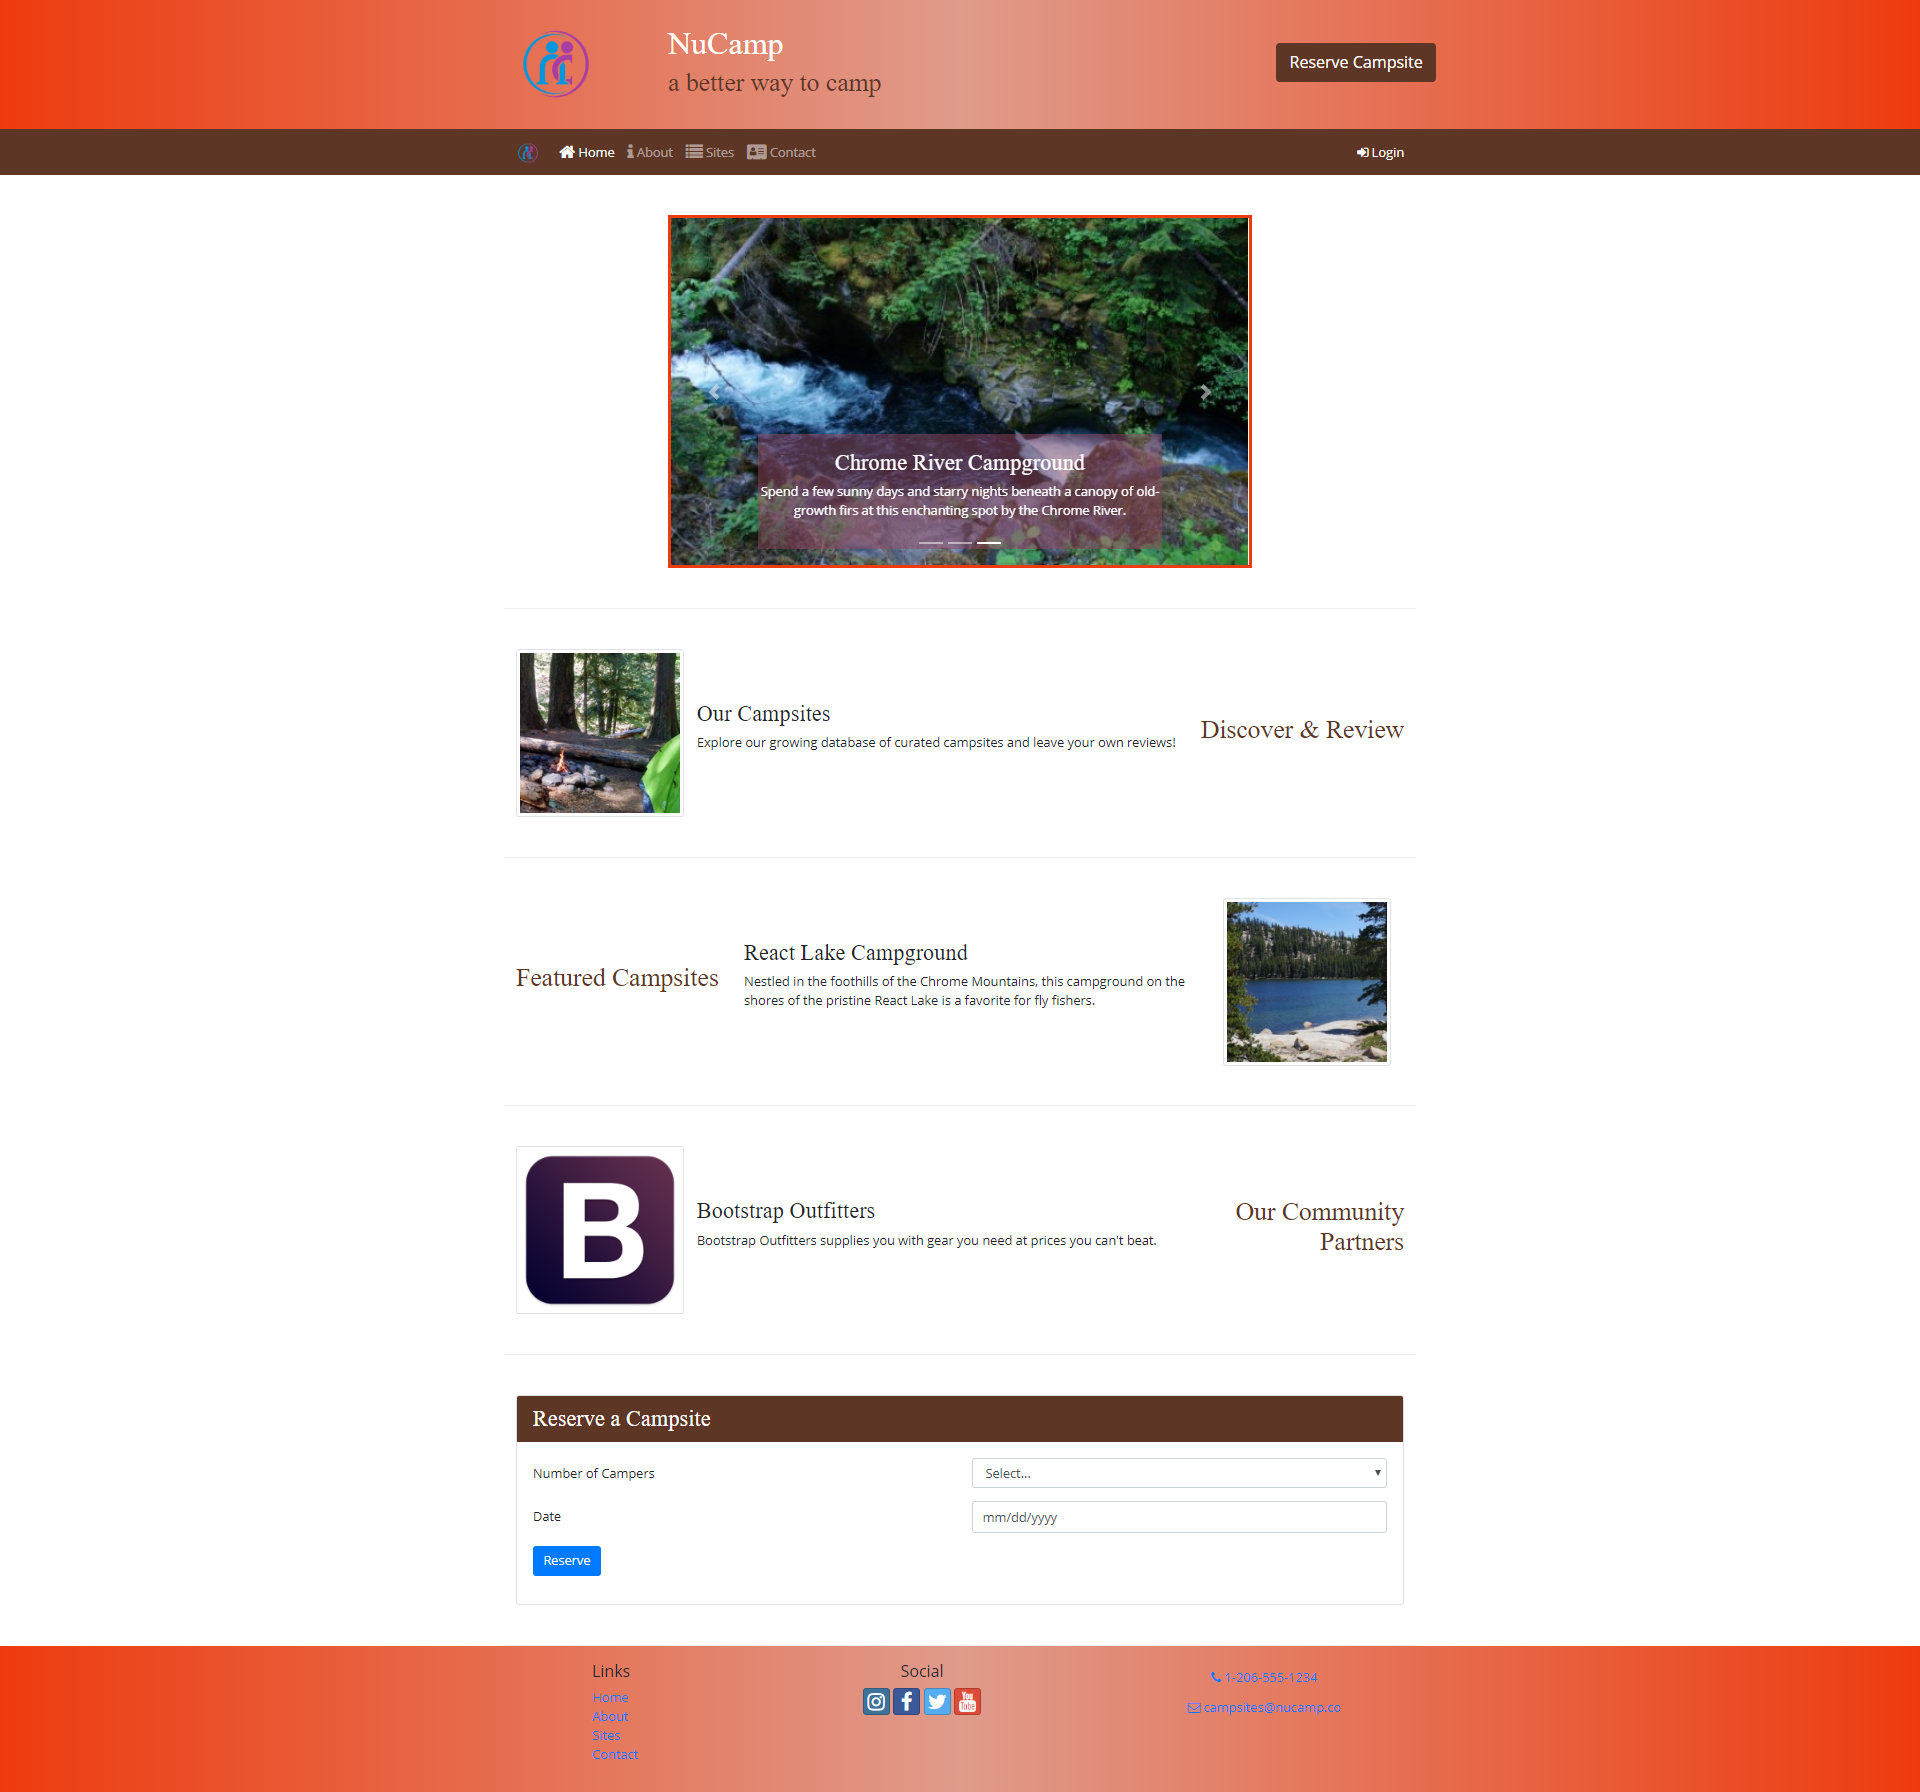 NuCamp
a better way to camp
Reserve Campsite
Home About Sites Contact Login
Chrome River Campground
Spend a few sunny days and starry nights beneath a canopy of old-
growth firs at this enchanting spot by the Chrome River.
Our Campsites
Explore our growing database of curated campsites and leave your own reviews!
Discover & Review
Featured Campsites
React Lake Campground
Nestled in the foothills of the Chrome Mountains, this campground on the
shores of the pristine React Lake is a favorite for fly fishers.
B
Bootstrap Outfitters
Bootstrap Outfitters supplies you with gear you need at prices you can't beat.
Our Community
Partners
Reserve a Campsite
Number of Campers
Select...
Date
mm/dd/yyyy
Reserve
Links
Home
About
Sites
Contact
Social
You
Tube
1-206-555-1234
campsites@nucamp.co